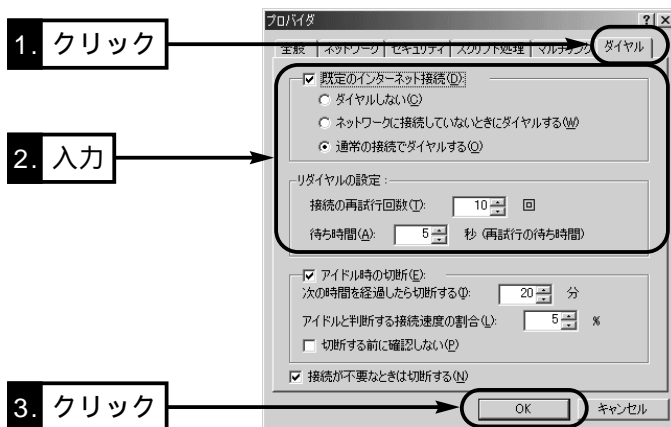 プロバイダ
1. クリック
全般 ネットワーク セキュリティ スクリプト処理 マルチリンク ダイヤル
既定のインターネット接続(D):
ダイヤルしない(C)
ネットワークに接続していないときにダイヤルする(W)
通常の接続でダイヤルする(O)
2. 入力
リダイヤルの設定:
接続の再試行回数(T): 10 回
待ち時間(A): 5 秒 (再試行の待ち時間)
アイドル時の切断(E):
次の時間を経過したら切断する(I): 20 分
アイドルと判断する接続速度の割合(L): 5 %
切断する前に確認しない(P)
接続が不要なときは切断する(N)
3. クリック
OK キャンセル